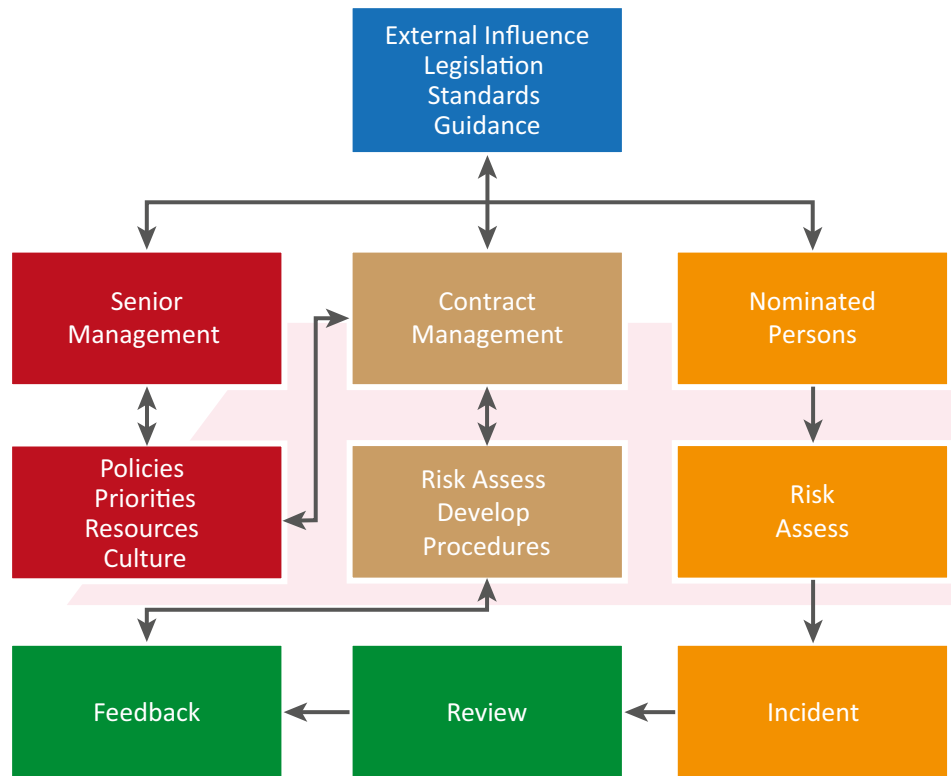 External Influence
Legislation
Standards
Guidance
Senior
Management
Contract
Management
Nominated
Persons
Policies
Priorities
Resources
Culture
Risk Assess
Develop
Procedures
Risk
Assess
Feedback
Review
Incident